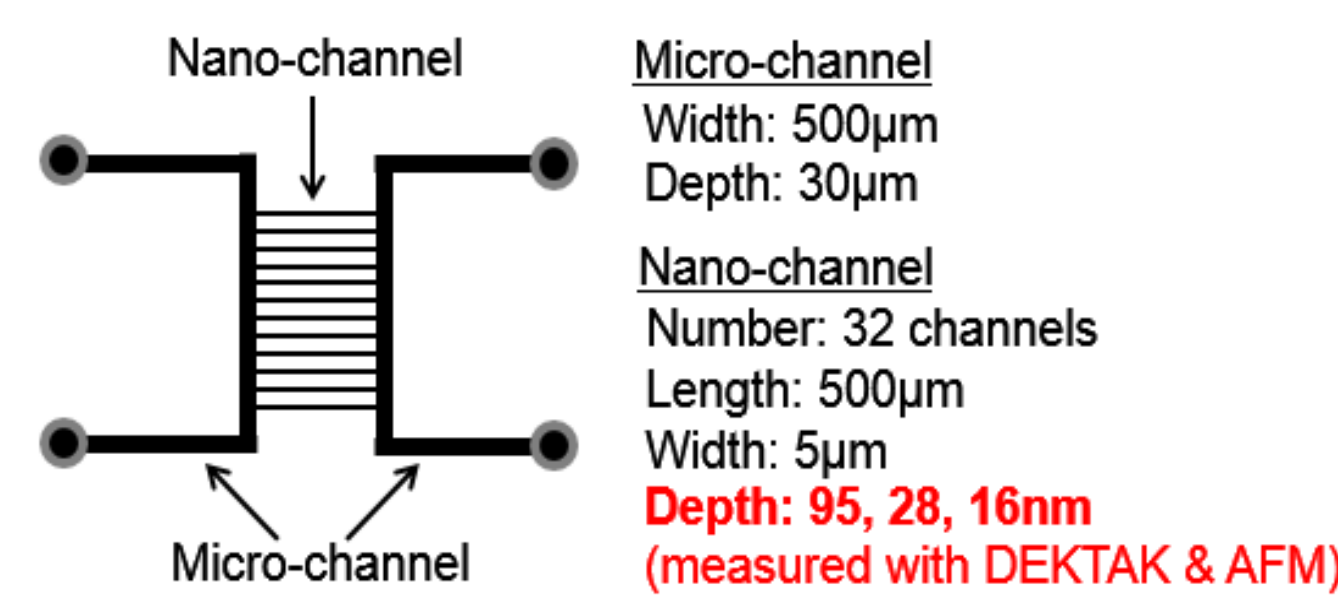 Nano-channel
Micro-channel
Micro-channel
Width: 500μm
Depth: 30μm
Nano-channel
Number: 32 channels
Length: 500μm
Width: 5μm
Depth: 95, 28, 16nm
(measured with DEKTAK & AFM)